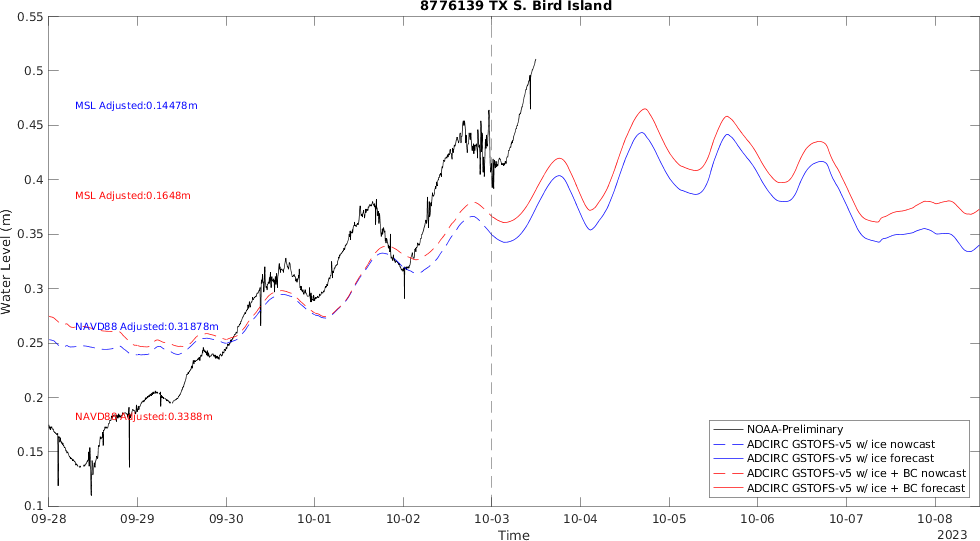 8776139 TX S. Bird Island
0.55
0.5
0.45
0.4
0.35
0.3
0.25
0.2
0.15
0.1
Water Level (m)
MSL Adjusted:0.14478m
MSL Adjusted:0.1648m
NAVD88 Adjusted:0.31878m
NAVD88 Adjusted:0.3388m
NOAA-Preliminary
ADCIRC GSTOFS-v5 w/ ice nowcast
ADCIRC GSTOFS-v5 w/ ice forecast
ADCIRC GSTOFS-v5 w/ ice + BC nowcast
ADCIRC GSTOFS-v5 w/ ice + BC forecast
09-28 09-29 09-30 10-01 10-02 10-03 10-04 10-05 10-06 10-07 10-08
Time
2023